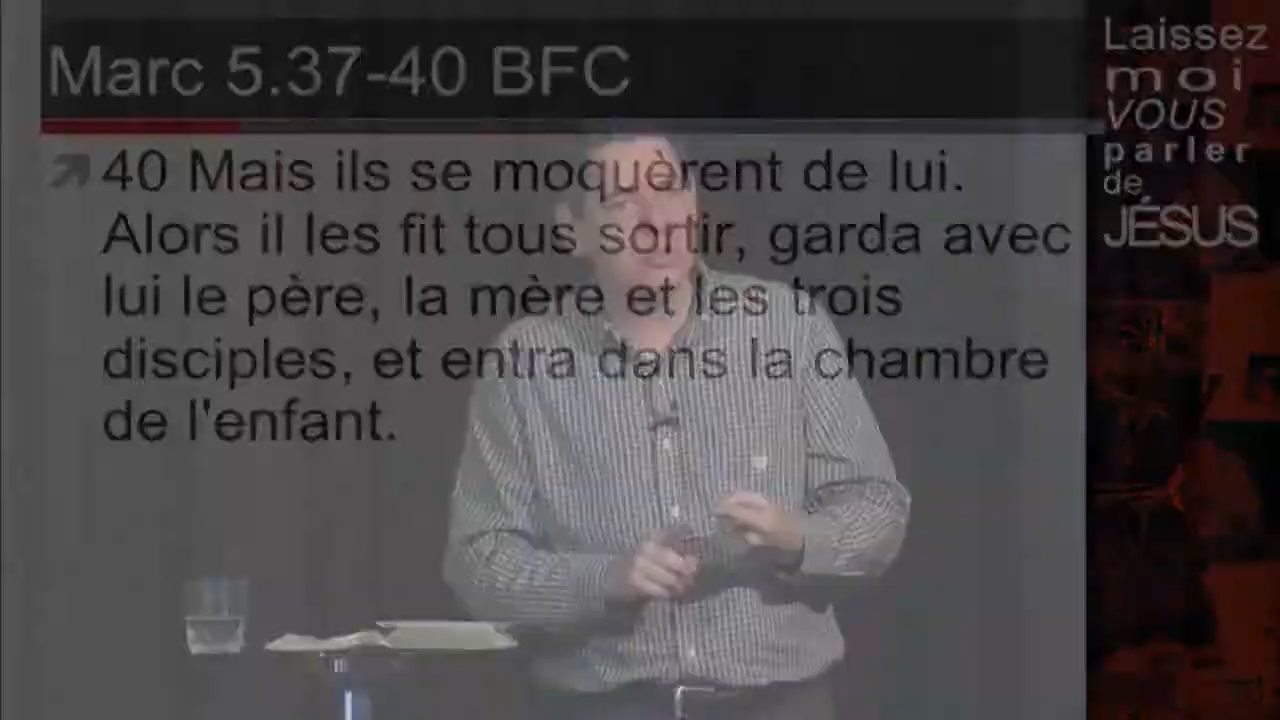 Marc 5.37-40 BFC
40 Mais ils se moquèrent de lui.
Alors il les fit tous sortir, garda avec
lui le père, la mère et les trois
disciples, et entra dans la chambre
de l'enfant.
Laissez
moi
VOUS
parler
de
JÉSUS